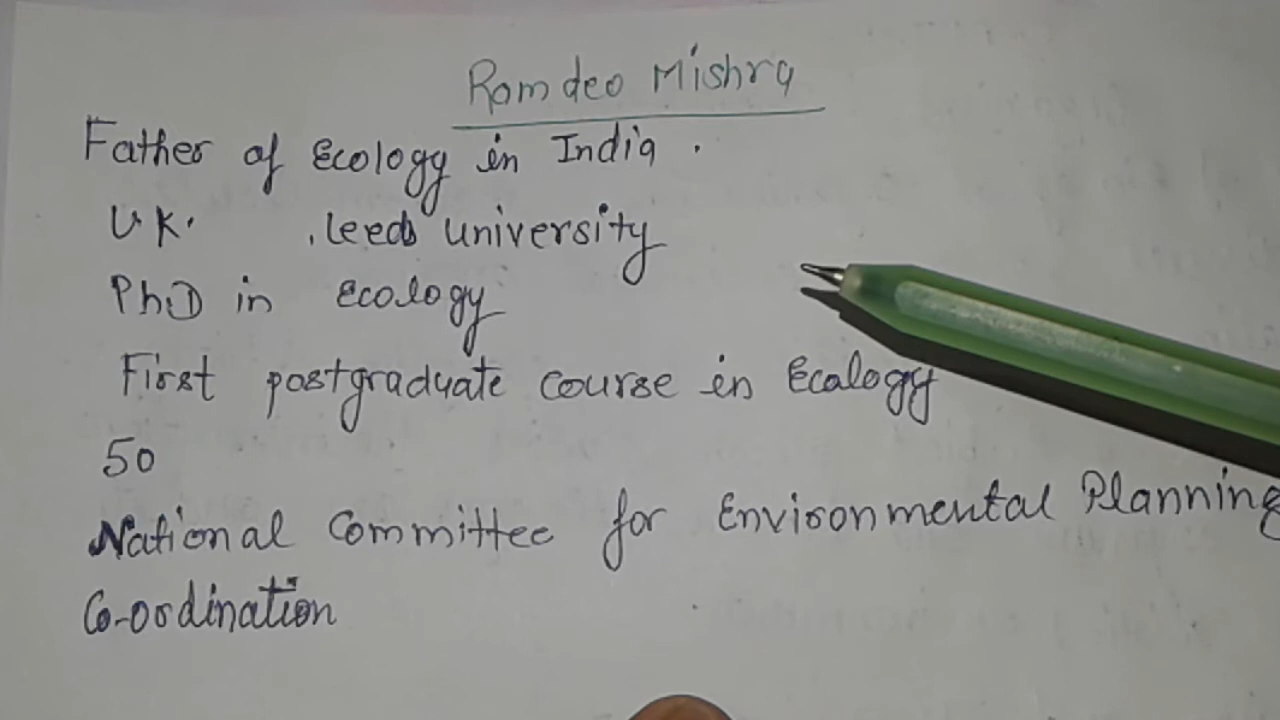 Ramdeo Mishra
Father of Ecology in India .
U.K. . Leeds University
PhD in Ecology
First postgraduate course in Ecology
50
National Committee for Environmental Planning
Co-ordination